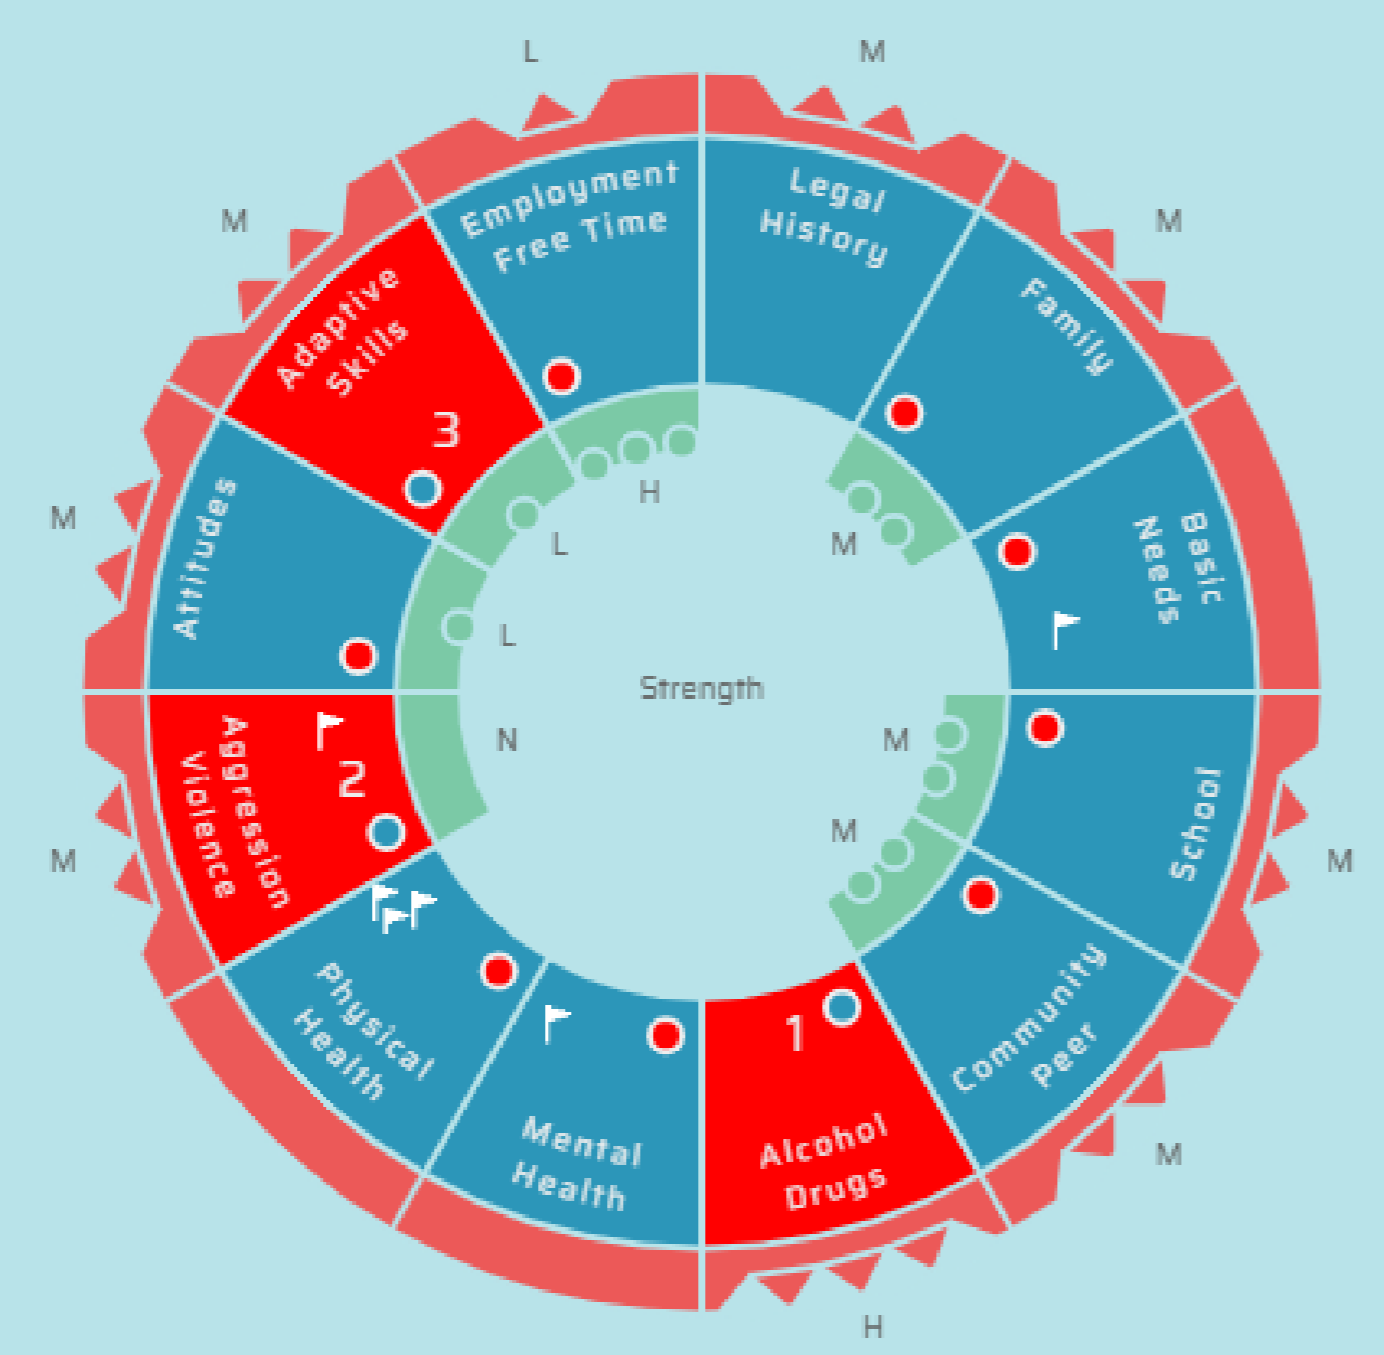 L
M
M
M
Employment
Free Time
Legal
History
Adaptive
Skills
Family
3
H
L
M
Attitudes
M
Basic
Needs
L
Strength
Aggression
Violence
2
N
M
School
M
M
M
Physical
Health
Community
Peer
1
Mental
Health
Alcohol
Drugs
M
H